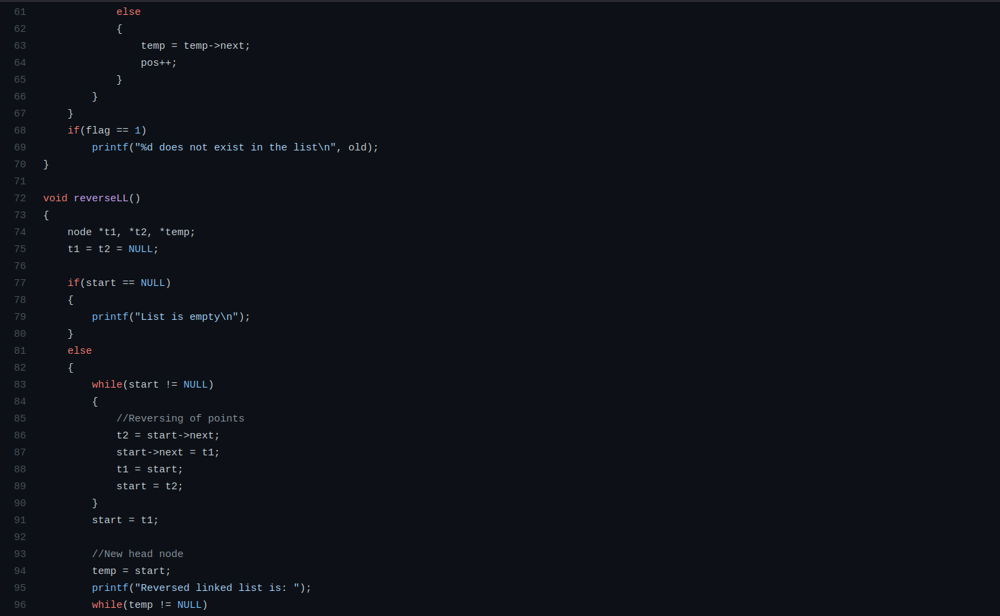 61 else
62 {
63 temp = temp->next;
64 pos++;
65 }
66 }
67 }
68 if(flag == 1)
69 printf("%d does not exist in the list\n", old);
70 }
71
72 void reverseLL()
73 {
74 node *t1, *t2, *temp;
75 t1 = t2 = NULL;
76
77 if(start == NULL)
78 {
79 printf("List is empty\n");
80 }
81 else
82 {
83 while(start != NULL)
84 {
85 //Reversing of points
86 t2 = start->next;
87 start->next = t1;
88 t1 = start;
89 start = t2;
90 }
91 start = t1;
92
93 //New head node
94 temp = start;
95 printf("Reversed linked list is: ");
96 while(temp != NULL)